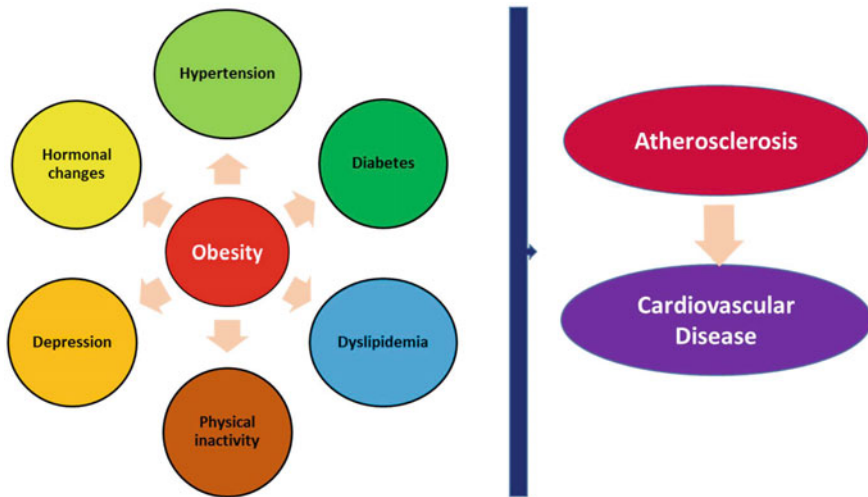 Hypertension
Hormonal
changes
Diabetes
Obesity
Depression
Dyslipidemia
Physical
inactivity
Atherosclerosis
Cardiovascular
Disease